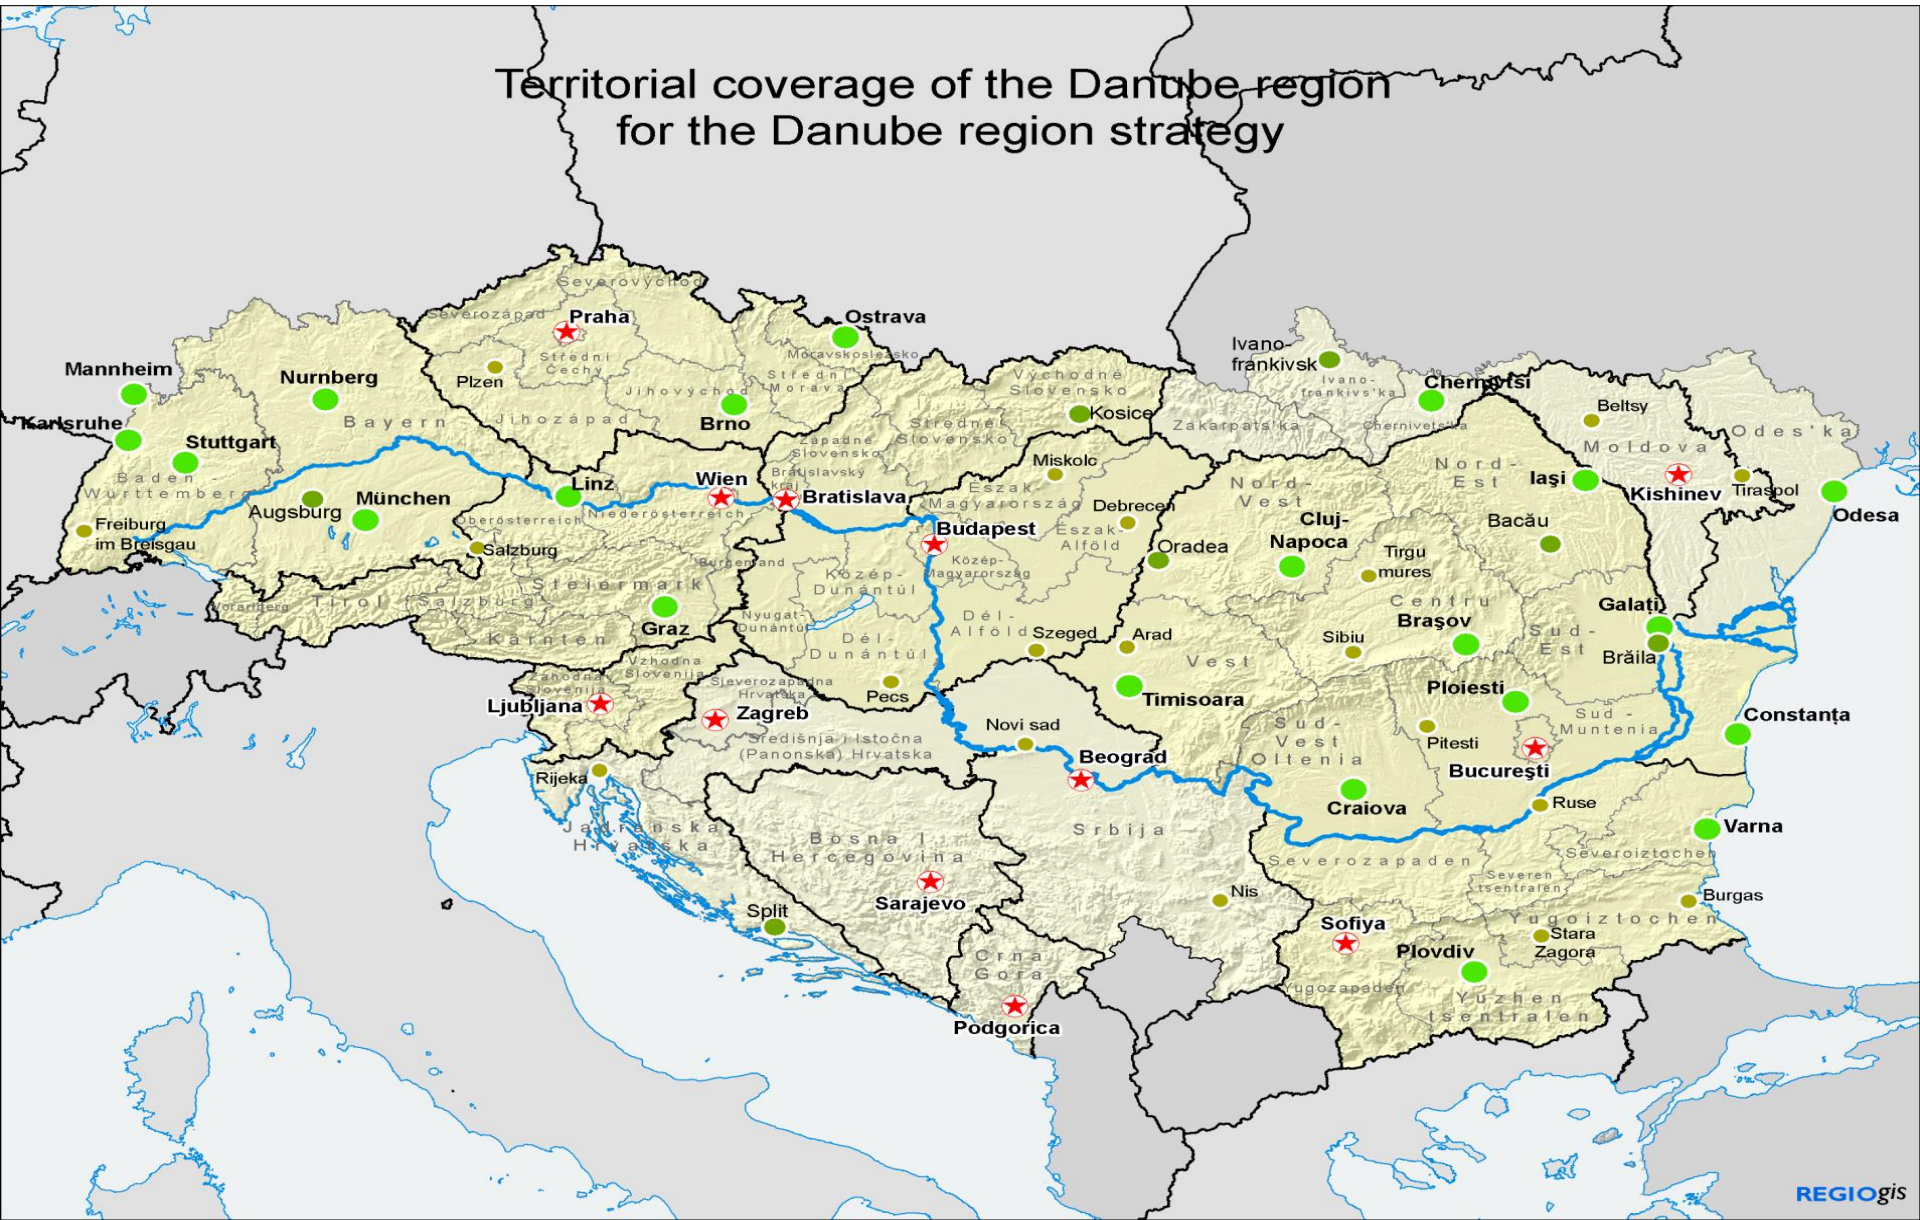 Territorial coverage of the Danube region
for the Danube region strategy
Severovýchod
Severozápad
Praha
Ostrava
Střední
Čechy
Moravskoslezsko
Střední
Morava
Plzen
Jihovýchod
Jihozápad
Brno
Mannheim
Nurnberg
Bayern
Karlsruhe
Stuttgart
Baden -
Württemberg
Augsburg
München
Freiburg
im Breisgau
Linz
Wien
Oberösterreich
Niederösterreich
Salzburg
Burgenland
Steiermark
Vorarlberg
Tirol
Salzburg
Kärnten
Graz
Západné
Slovensko
Bratislavský
kraj
Bratislava
Stredné
Slovensko
Východné
Slovensko
Kosice
Miskolc
Észak-
Magyarország
Debrecen
Budapest
Észak-
Alföld
Közép-
Magyarország
Közép-
Dunántúl
Nyugat-
Dunántúl
Dél-
Dunántúl
Dél-
Alföld
Szeged
Pecs
Ivano-
frankivsk
Ivano-
frankivs'ka
Chernivtsi
Chernivets'ka
Zakarpats'ka
Beltsy
Moldova
Odes'ka
Kishinev
Tiraspol
Odesa
Nord-
Vest
Nord-
Est
Iaşi
Cluj-
Napoca
Bacău
Oradea
Tirgu
mures
Centru
Braşov
Galaţi
Arad
Sibiu
Sud-
Est
Brăila
Vest
Timisoara
Ploiesti
Sud-
Vest
Oltenia
Pitesti
Sud -
Muntenia
Constanţa
Bucureşti
Craiova
Ruse
Vzhodna
Slovenija
Zahodna
Slovenija
Ljubljana
Sjeverozapadna
Hrvatska
Zagreb
Središnja i Istočna
(Panonska) Hrvatska
Rijeka
Jadranska
Hrvatska
Split
Novi sad
Beograd
Bosna I
Hercegovina
Sarajevo
Srbija
Nis
Crna
Gora
Podgorica
Varna
Severozapaden
Severoiztochen
Severen
tsentralen
Burgas
Sofiya
Yugoiztochen
Stara
Zagora
Plovdiv
Yugozapaden
Yuzhen
tsentralen
REGIOgis